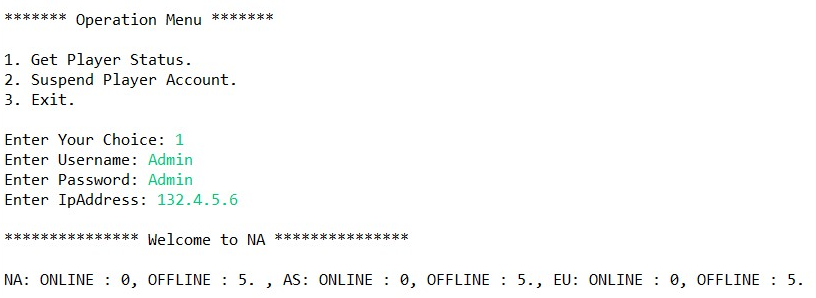 ******* Operation Menu *******
1. Get Player Status.
2. Suspend Player Account.
3. Exit.
Enter Your Choice: 1
Enter Username: Admin
Enter Password: Admin
Enter IpAddress: 132.4.5.6
*************** Welcome to NA ***************
NA: ONLINE : 0, OFFLINE : 5. , AS: ONLINE : 0, OFFLINE : 5., EU: ONLINE : 0, OFFLINE : 5.